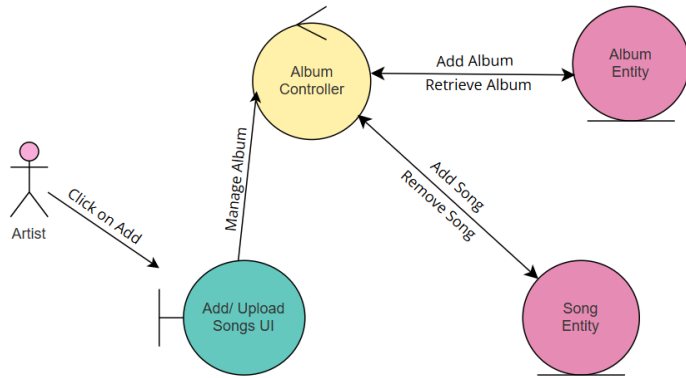 Album
Controller
Add Album
Retrieve Album
Album
Entity
Manage Album
Add Song
Remove Song
Click on Add
Artist
Add/ Upload
Songs UI
Song
Entity